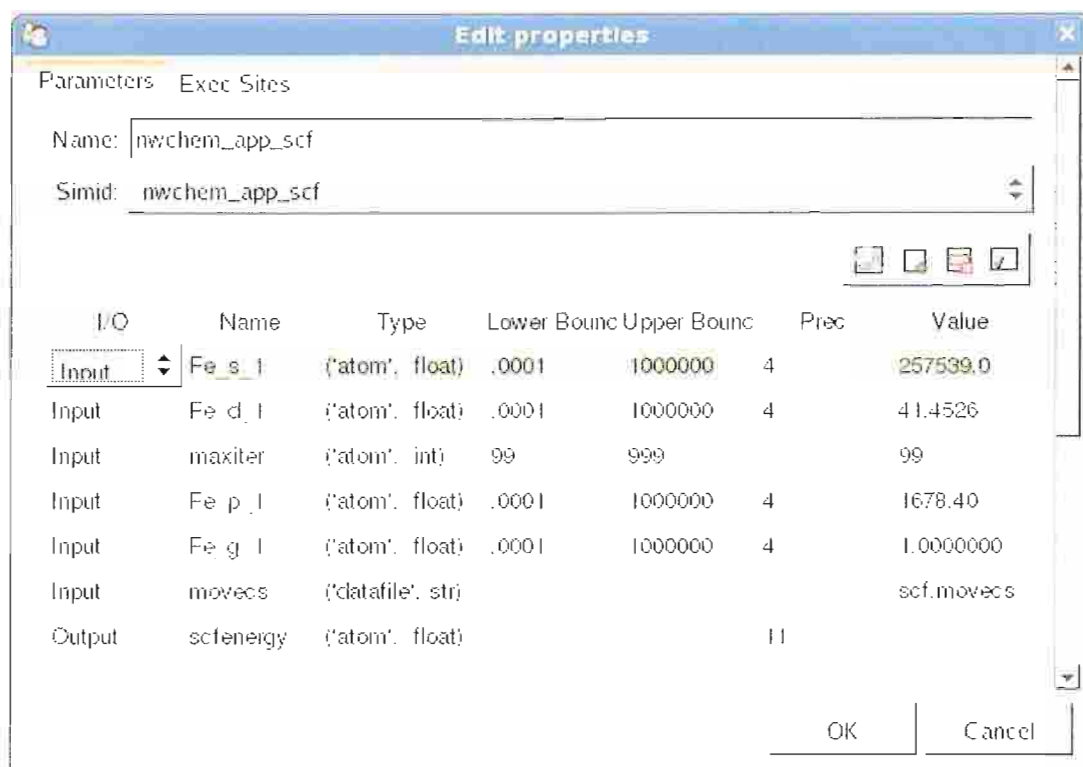 Edit properties
Parameters Exec Sites
Name: nwchem_app_scf
Simid: nwchem_app_scf
I/O Name Type Lower Bounc Upper Bounc Prec Value
Input Fe_s_1 ('atom', float) .0001 1000000 4 257539.0
Input Fe_d_1 ('atom', float) .0001 1000000 4 41.4526
Input maxiter ('atom', int) 99 999 99
Input Fe_p_1 ('atom', float) .0001 1000000 4 1678.40
Input Fe_g_1 ('atom', float) .0001 1000000 4 1.0000000
Input movecs ('datafile', str) scf.movecs
Output scfenergy ('atom', float) 11
OK Cancel